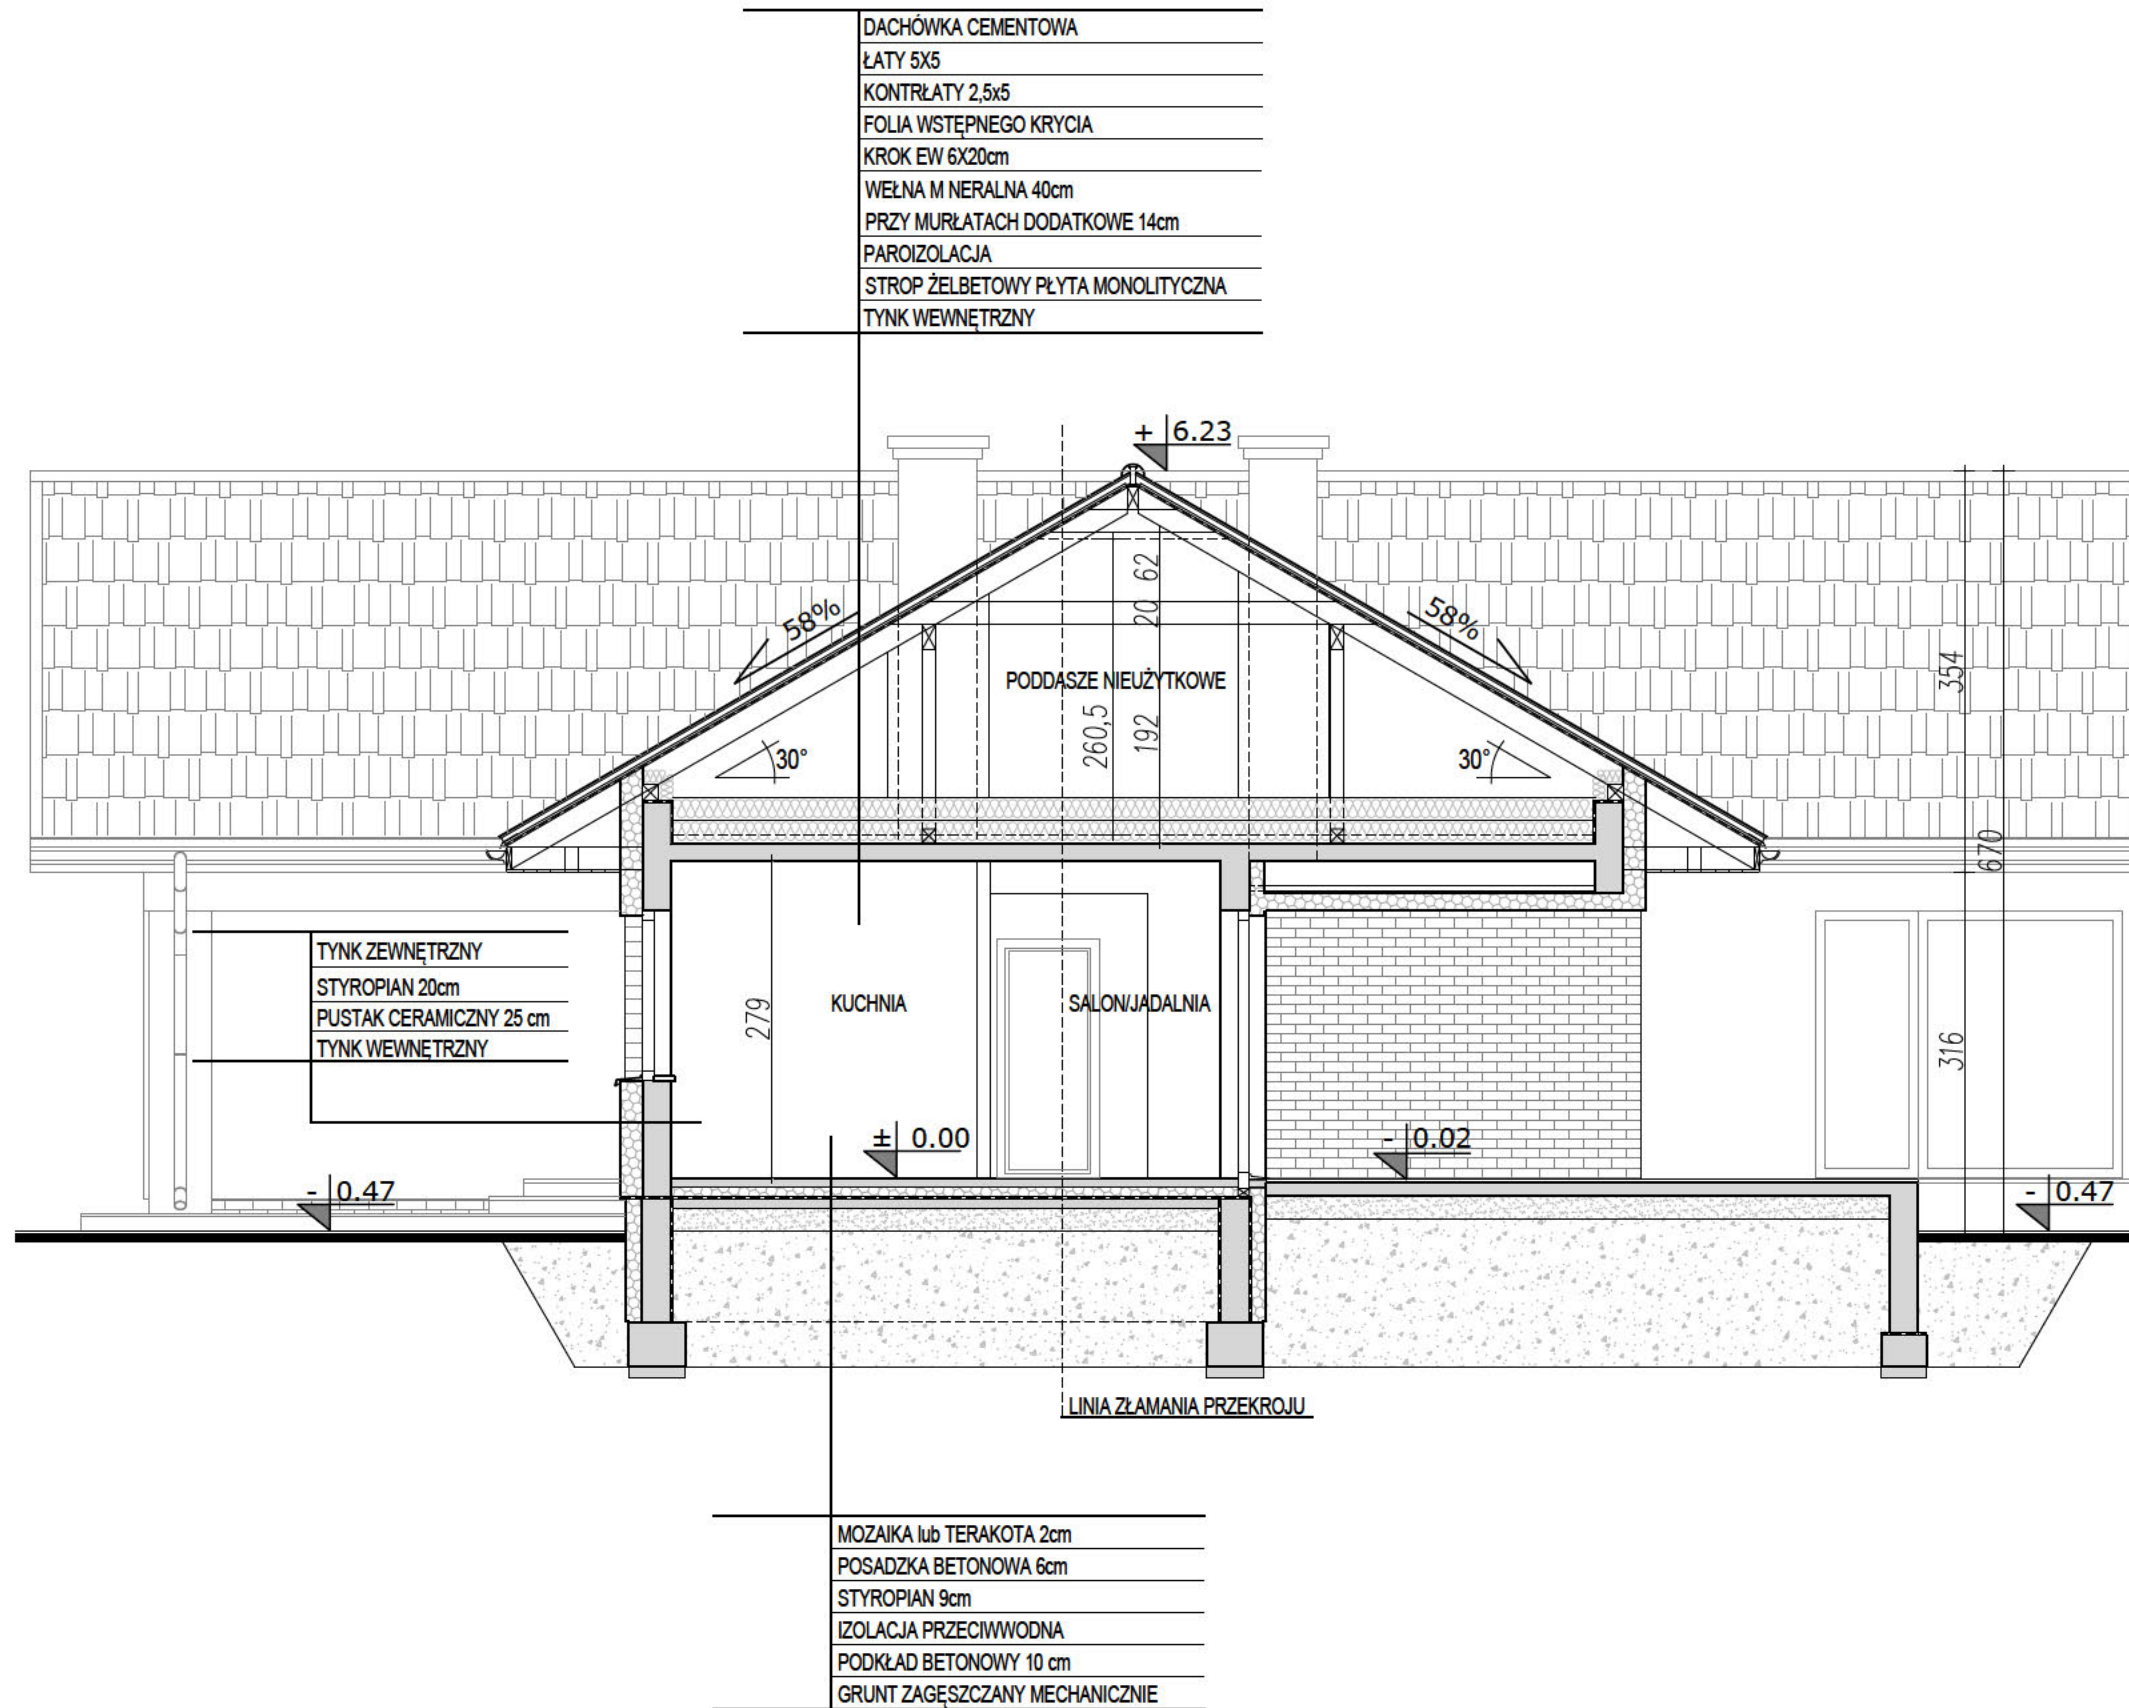 DACHÓWKA CEMENTOWA
ŁATY 5X5
KONTRŁATY 2,5x5
FOLIA WSTĘPNEGO KRYCIA
KROK EW 6X20cm
WEŁNA M NERALNA 40cm
PRZY MURŁATACH DODATKOWE 14cm
PAROIZOLACJA
STROP ŻELBETOWY PŁYTA MONOLITYCZNA
TYNK WEWNĘTRZNY
+ 6.23
62
20
58%
58%
354
PODDASZE NIEUŻYTKOWE
260,5
192
30°
30°
670
TYNK ZEWNĘTRZNY
STYROPIAN 20cm
PUSTAK CERAMICZNY 25 cm
TYNK WEWNĘTRZNY
279
KUCHNIA
SALON/JADALNIA
316
± 0.00
- 0.02
- 0.47
- 0.47
LINIA ZŁAMANIA PRZEKROJU
MOZAIKA lub TERAKOTA 2cm
POSADZKA BETONOWA 6cm
STYROPIAN 9cm
IZOLACJA PRZECIWWODNA
PODKŁAD BETONOWY 10 cm
GRUNT ZAGĘSZCZANY MECHANICZNIE